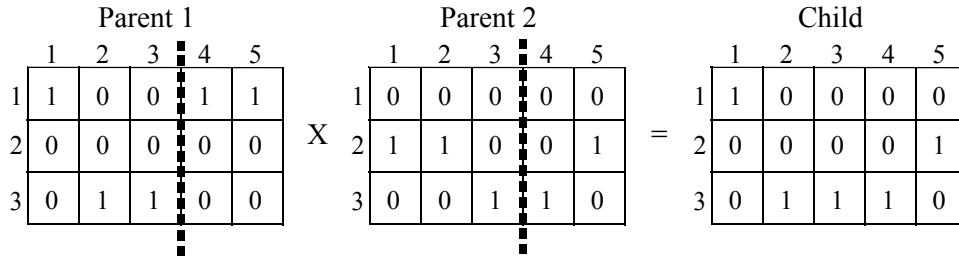 Parent 1 Parent 2 Child
1 2 3 4 5 1 2 3 4 5 1 2 3 4 5
1 1 0 0 1 1 1 0 0 0 0 0 1 1 0 0 0 0
2 0 0 0 0 0 X 2 1 1 0 0 1 = 2 0 0 0 0 1
3 0 1 1 0 0 3 0 0 1 1 0 3 0 1 1 1 0